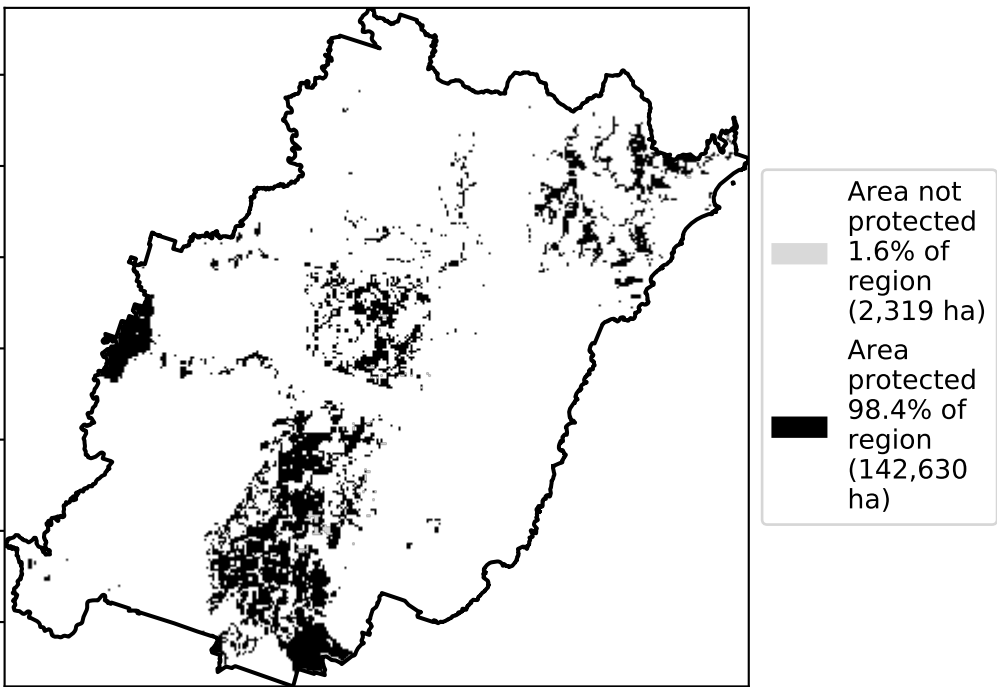 Area not
protected
1.6% of
region
(2,319 ha)
Area
protected
98.4% of
region
(142,630
ha)